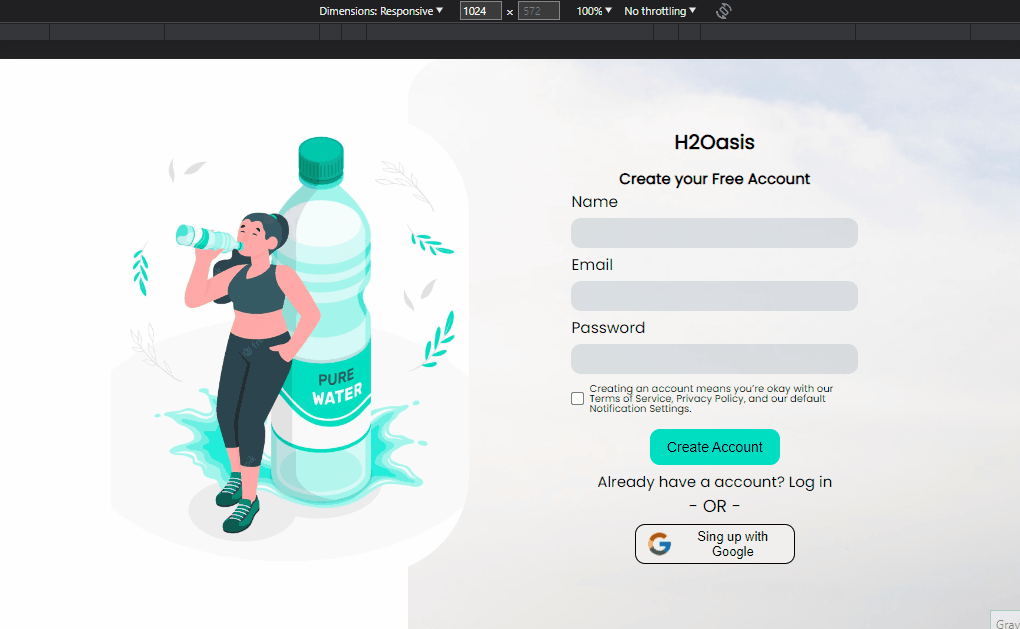 Dimensions: Responsive 1024 × 572 100% No throttling
H2Oasis
Create your Free Account
Name
Email
Password
Creating an account means you're okay with our
Terms of Service, Privacy Policy, and our default
Notification Settings.
Create Account
Already have a account? Log in
- OR -
Sing up with
Google
PURE
WATER
Grav